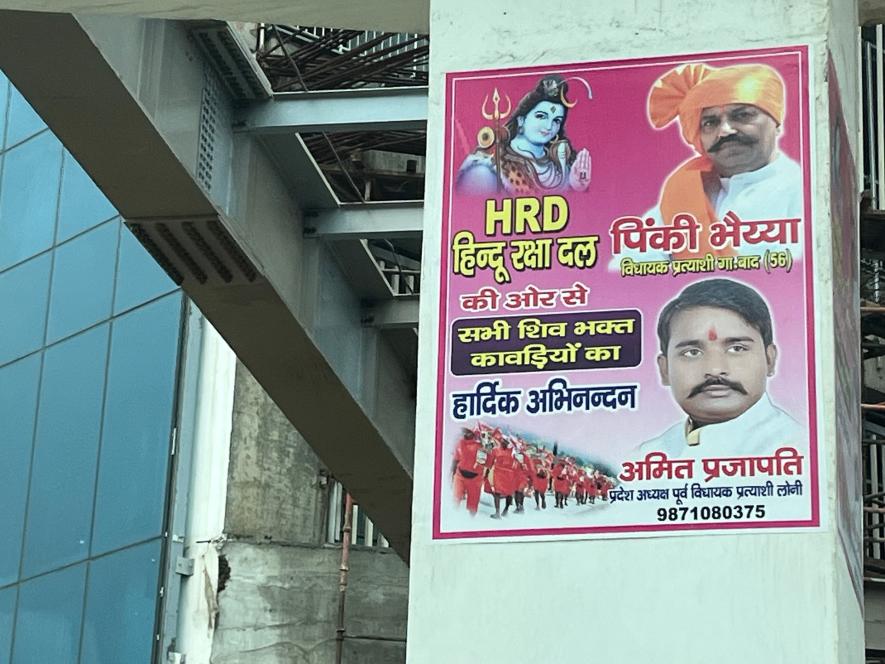 HRD
हिन्दू रक्षा दल
की ओर से
सभी शिव भक्त
कावड़ियों का
हार्दिक अभिनन्दन
पिंकी भैय्या
विधायक प्रत्याशी गा.बाद (56)
अमित प्रजापति
प्रदेश अध्यक्ष पूर्व विधायक प्रत्याशी लोनी
9871080375